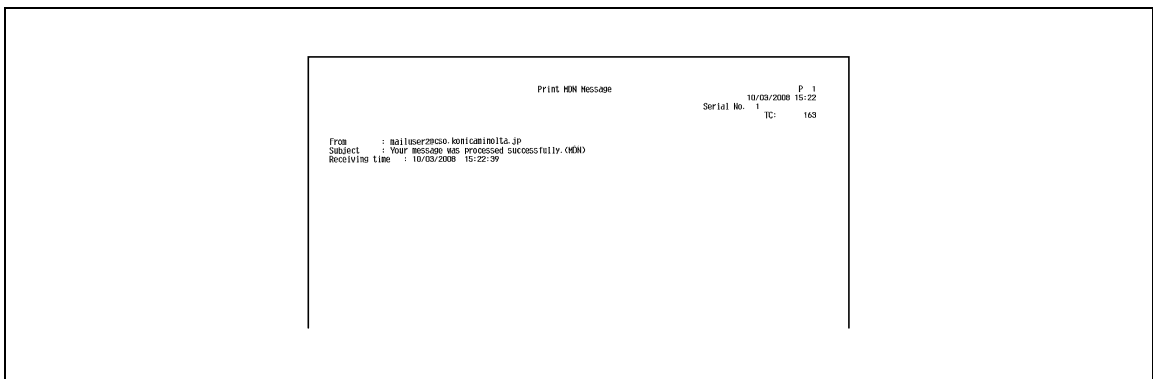 Print MDN Message P 1
10/03/2008 15:22
Serial No. 1
TC: 163
From : mailuser2@cso.konicaminolta.jp
Subject : Your message was processed successfully.(MDN)
Receiving time : 10/03/2008 15:22:39